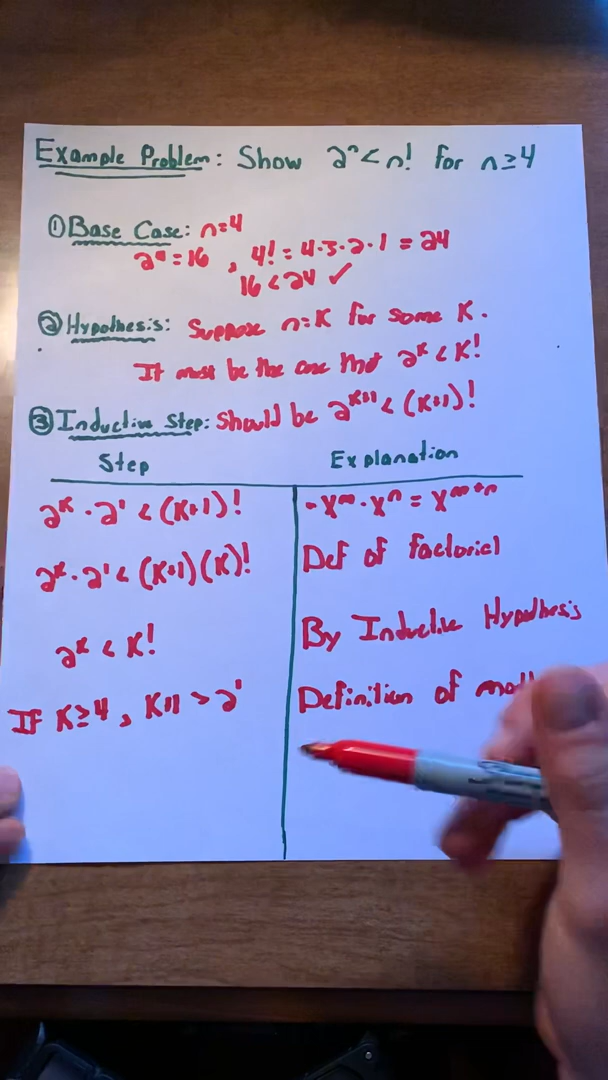 Example Problem: Show 2ⁿ < n! for n ≥ 4
① Base Case: n=4
2⁴ = 16 , 4! = 4·3·2·1 = 24
16 < 24 ✓
② Hypothesis: Suppose n=K for some K.
It must be the case that 2ᴷ < K!
③ Inductive Step: Should be 2ᴷ⁺¹ < (K+1)!
Step Explanation
2ᴷ · 2¹ < (K+1)! - xᵐ · xⁿ = xᵐ⁺ⁿ
2ᴷ · 2¹ < (K+1)(K)! Def of factorial
2ᴷ < K! By Inductive Hypothesis
If K ≥ 4, K+1 > 2¹ Definition of